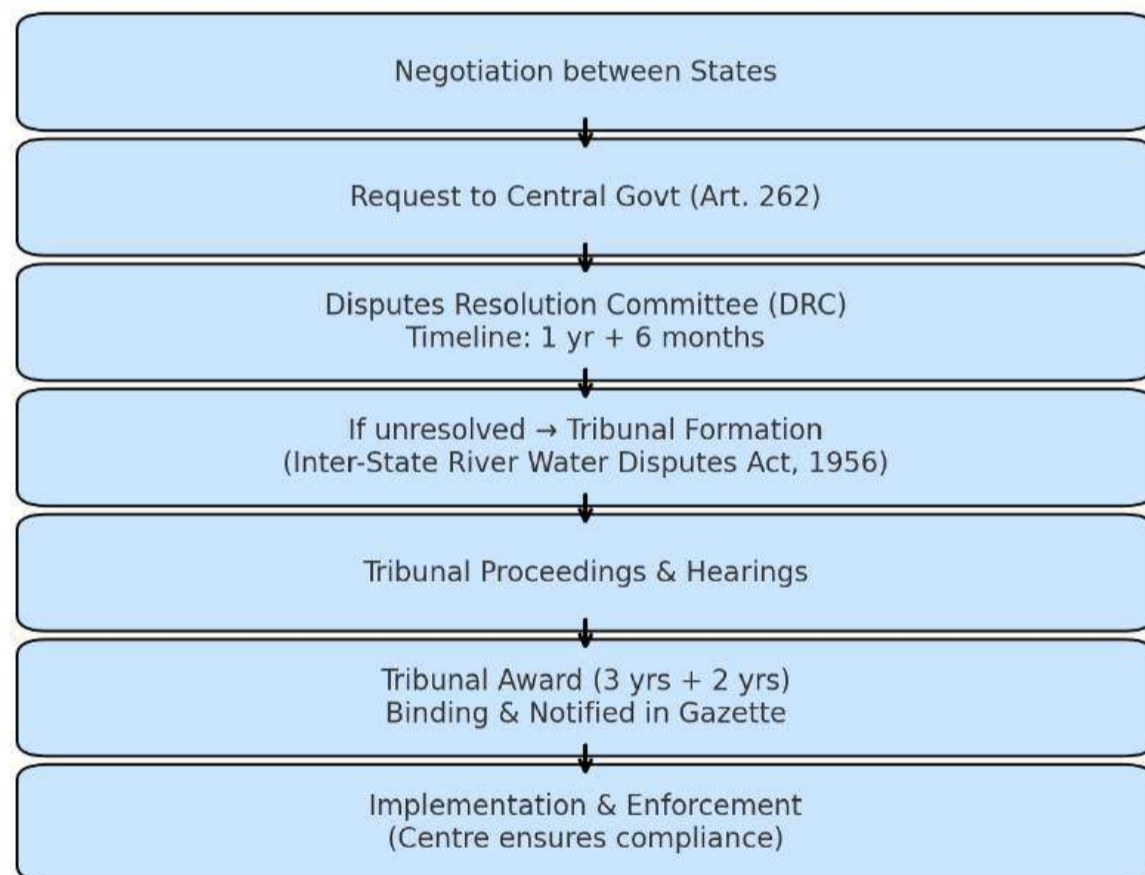 Negotiation between States
Request to Central Govt (Art. 262)
Disputes Resolution Committee (DRC)
Timeline: 1 yr + 6 months
If unresolved → Tribunal Formation
(Inter-State River Water Disputes Act, 1956)
Tribunal Proceedings & Hearings
Tribunal Award (3 yrs + 2 yrs)
Binding & Notified in Gazette
Implementation & Enforcement
(Centre ensures compliance)